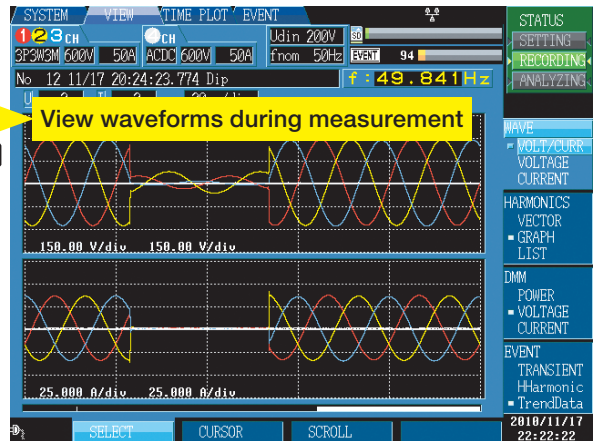 SYSTEM VIEW TIME PLOT EVENT
123 CH 4 CH Udin 200V SD
3P3W3M 600V 50A ACDC 600V 50A fnom 50Hz EVENT 94
No 12 11/17 20:24:23.774 Dip f:49.841Hz
View waveforms during measurement
150.00 V/div 150.00 V/div
25.000 A/div 25.000 A/div
SELECT CURSOR SCROLL
STATUS
SETTING
RECORDING
ANALYZING
WAVE
VOLT/CURR
VOLTAGE
CURRENT
HARMONICS
VECTOR
GRAPH
LIST
DMM
POWER
VOLTAGE
CURRENT
EVENT
TRANSIENT
HHarmonic
TrendData
2010/11/17
22:22:22